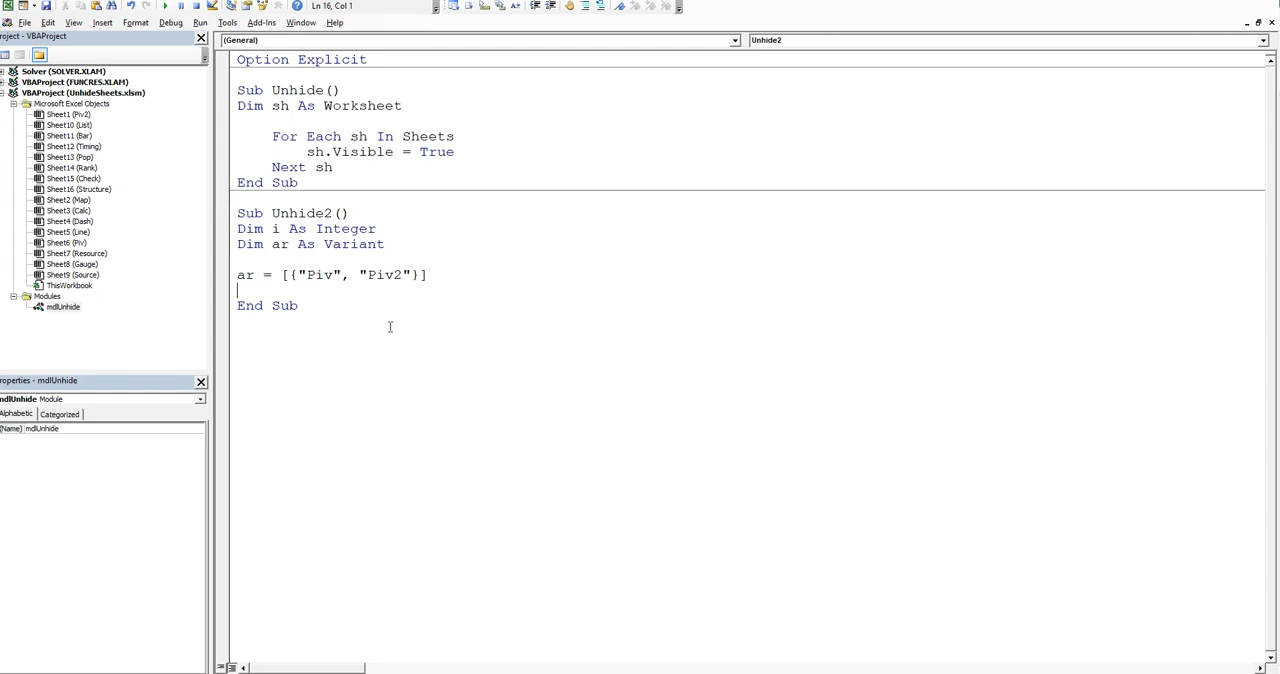 Ln 16, Col 1
File Edit View Insert Format Debug Run Tools Add-Ins Window Help
roject - VBAProject
(General)
Unhide2
Solver (SOLVER.XLAM)
VBAProject (FUNCRES.XLAM)
VBAProject (UnhideSheets.xlsm)
Microsoft Excel Objects
Sheet1 (Piv2)
Sheet10 (List)
Sheet11 (Bar)
Sheet12 (Timing)
Sheet13 (Pop)
Sheet14 (Rank)
Sheet15 (Check)
Sheet16 (Structure)
Sheet2 (Map)
Sheet3 (Calc)
Sheet4 (Dash)
Sheet5 (Line)
Sheet6 (Piv)
Sheet7 (Resource)
Sheet8 (Gauge)
Sheet9 (Source)
ThisWorkbook
Modules
mdlUnhide
roperties - mdlUnhide
mdlUnhide Module
Alphabetic Categorized
(Name) mdlUnhide
Option Explicit
Sub Unhide()
Dim sh As Worksheet
For Each sh In Sheets
sh.Visible = True
Next sh
End Sub
Sub Unhide2()
Dim i As Integer
Dim ar As Variant
ar = [{"Piv", "Piv2"}]
End Sub